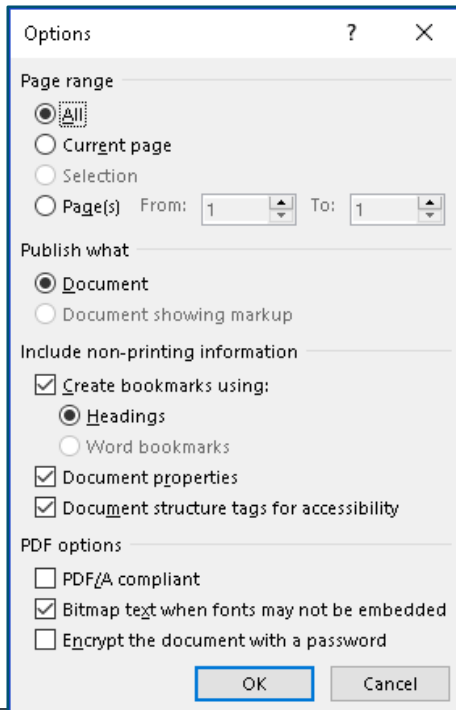 Options ? ×
Page range
All
Current page
Selection
Page(s) From: 1 To: 1
Publish what
Document
Document showing markup
Include non-printing information
Create bookmarks using:
Headings
Word bookmarks
Document properties
Document structure tags for accessibility
PDF options
PDF/A compliant
Bitmap text when fonts may not be embedded
Encrypt the document with a password
OK Cancel